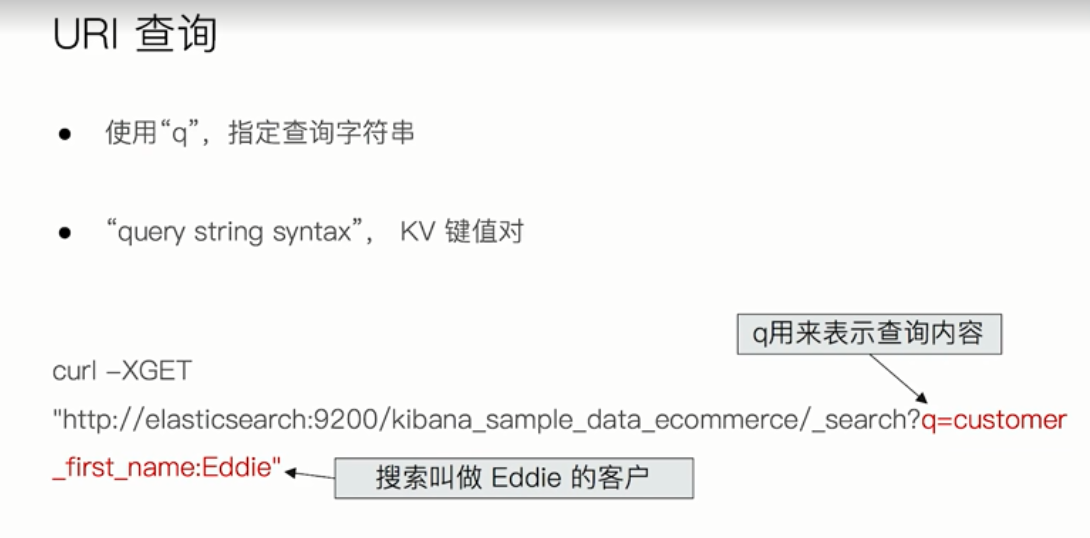 URI 查询
● 使用“q”，指定查询字符串
● “query string syntax”， KV 键值对
q用来表示查询内容
curl –XGET
"http://elasticsearch:9200/kibana_sample_data_ecommerce/_search?q=customer
_first_name:Eddie"
搜索叫做 Eddie 的客户